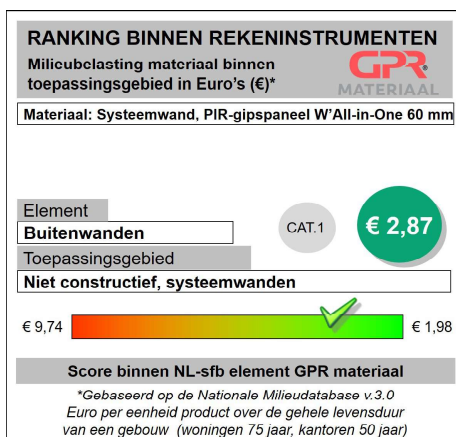 RANKING BINNEN REKENINSTRUMENTEN
Milieubelasting materiaal binnen
toepassingsgebied in Euro's (€)*
GPR®
MATERIAAL
Materiaal: Systeemwand, PIR-gipspaneel W'All-in-One 60 mm
Element
Buitenwanden
CAT.1
€ 2,87
Toepassingsgebied
Niet constructief, systeemwanden
€ 9,74
€ 1,98
Score binnen NL-sfb element GPR materiaal
*Gebaseerd op de Nationale Milieudatabase v.3.0
Euro per eenheid product over de gehele levensduur
van een gebouw (woningen 75 jaar, kantoren 50 jaar)